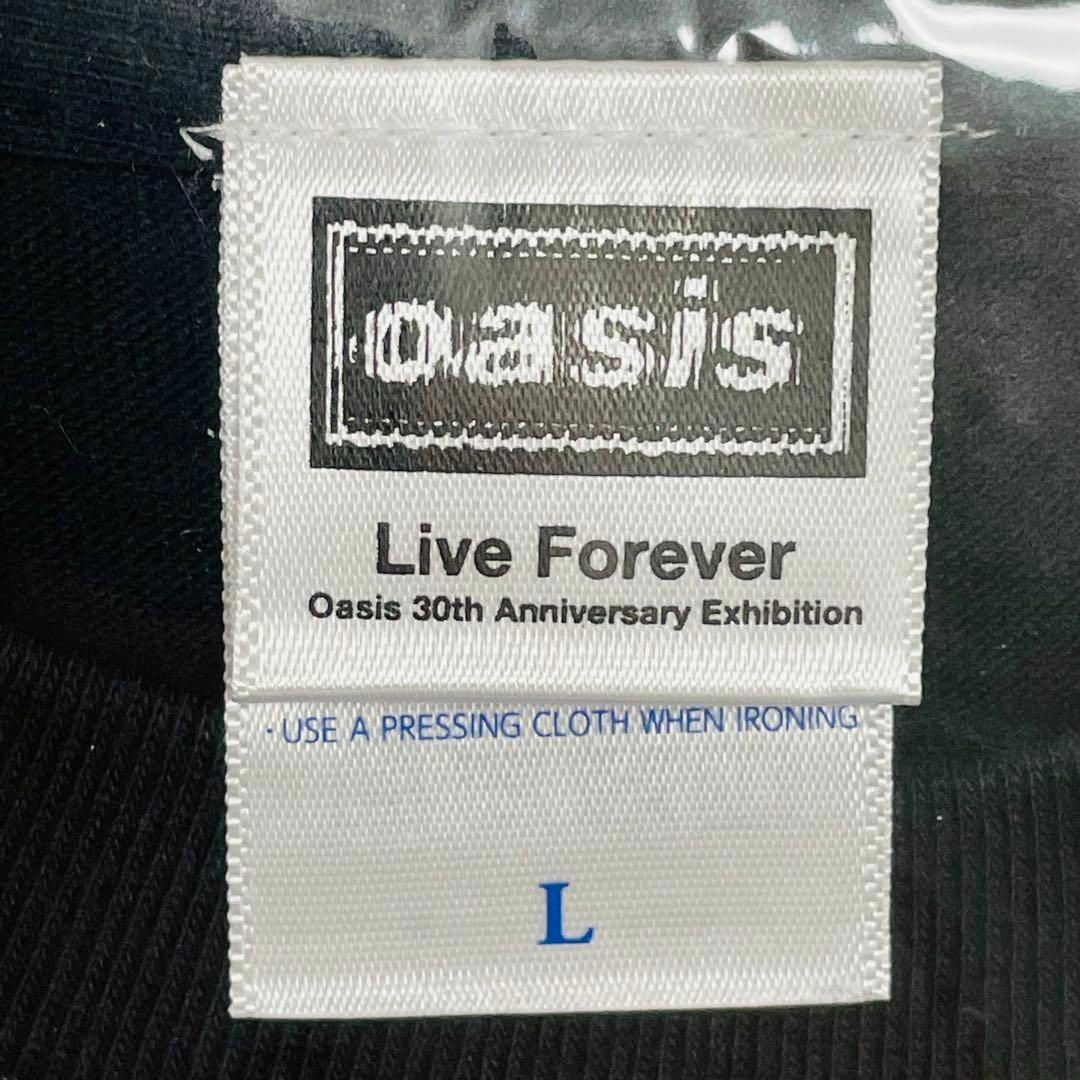 oasis
Live Forever
Oasis 30th Anniversary Exhibition
· USE A PRESSING CLOTH WHEN IRONING
L